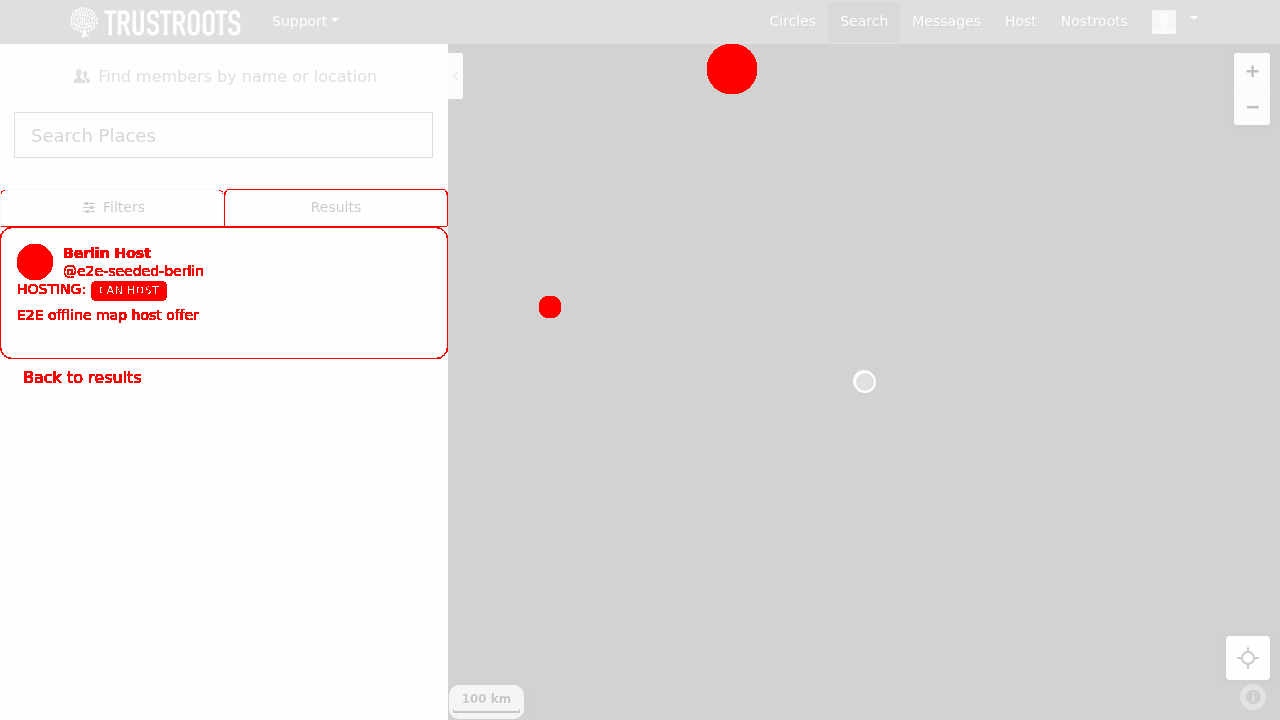 TRUSTROOTS Support Circles Search Messages Host Nostroots
Find members by name or location
Search Places
Filters Results
Berlin Host
@e2e-seeded-berlin
HOSTING: CAN HOST
E2E offline map host offer
Back to results
+
−
100 km